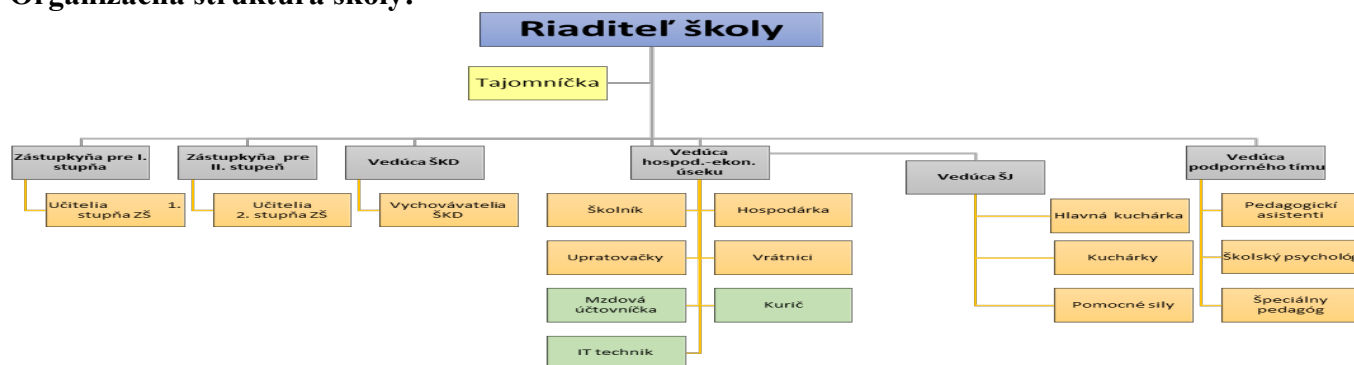 Organizačná štruktúra školy:
Riaditeľ školy
Tajomníčka
Zástupkyňa pre I.
stupňa
Zástupkyňa pre
II. stupeň
Vedúca ŠKD
Vedúca
hospod.-ekon.
úseku
Vedúca ŠJ
Vedúca
podporného tímu
Učitelia 1.
stupňa ZŠ
Učitelia
2. stupňa ZŠ
Vychovávatelia
ŠKD
Školník
Hospodárka
Upratovačky
Vrátnici
Mzdová
účtovníčka
Kurič
IT technik
Hlavná kuchárka
Kuchárky
Pomocné sily
Pedagogickí
asistenti
Školský psychológ
Špeciálny
pedagóg